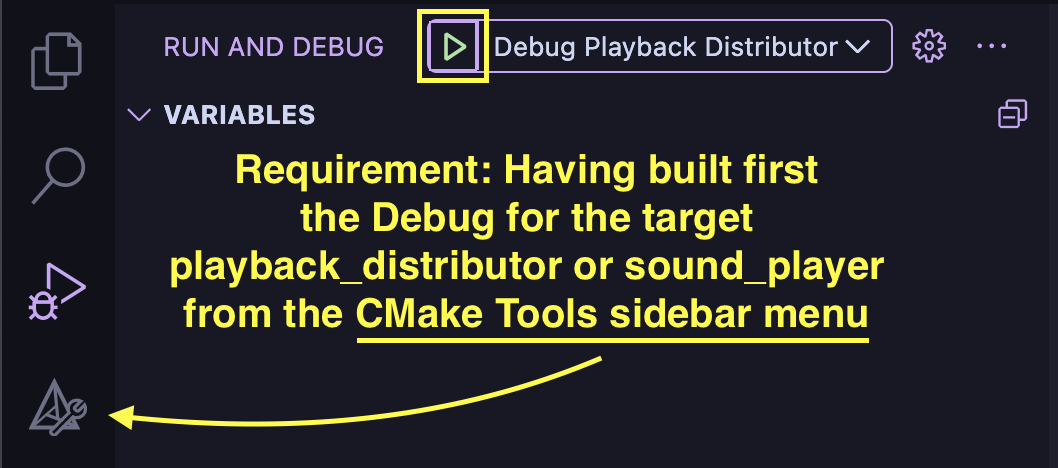 RUN AND DEBUG
Debug Playback Distributor
VARIABLES
Requirement: Having built first
the Debug for the target
playback_distributor or sound_player
from the CMake Tools sidebar menu